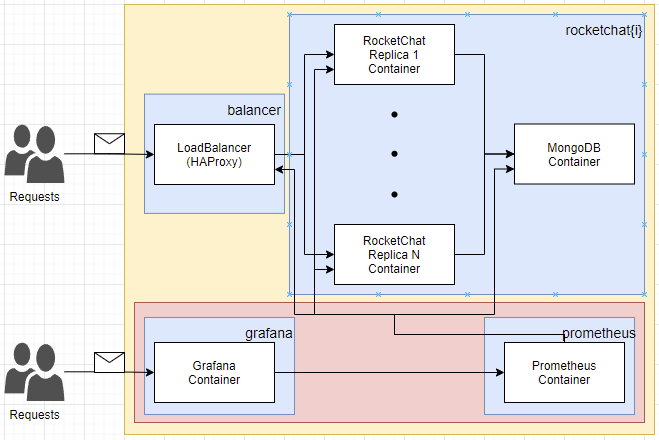 rocketchat{i}
RocketChat
Replica 1
Container
balancer
LoadBalancer
(HAProxy)
MongoDB
Container
Requests
RocketChat
Replica N
Container
grafana
prometheus
Grafana
Container
Prometheus
Container
Requests